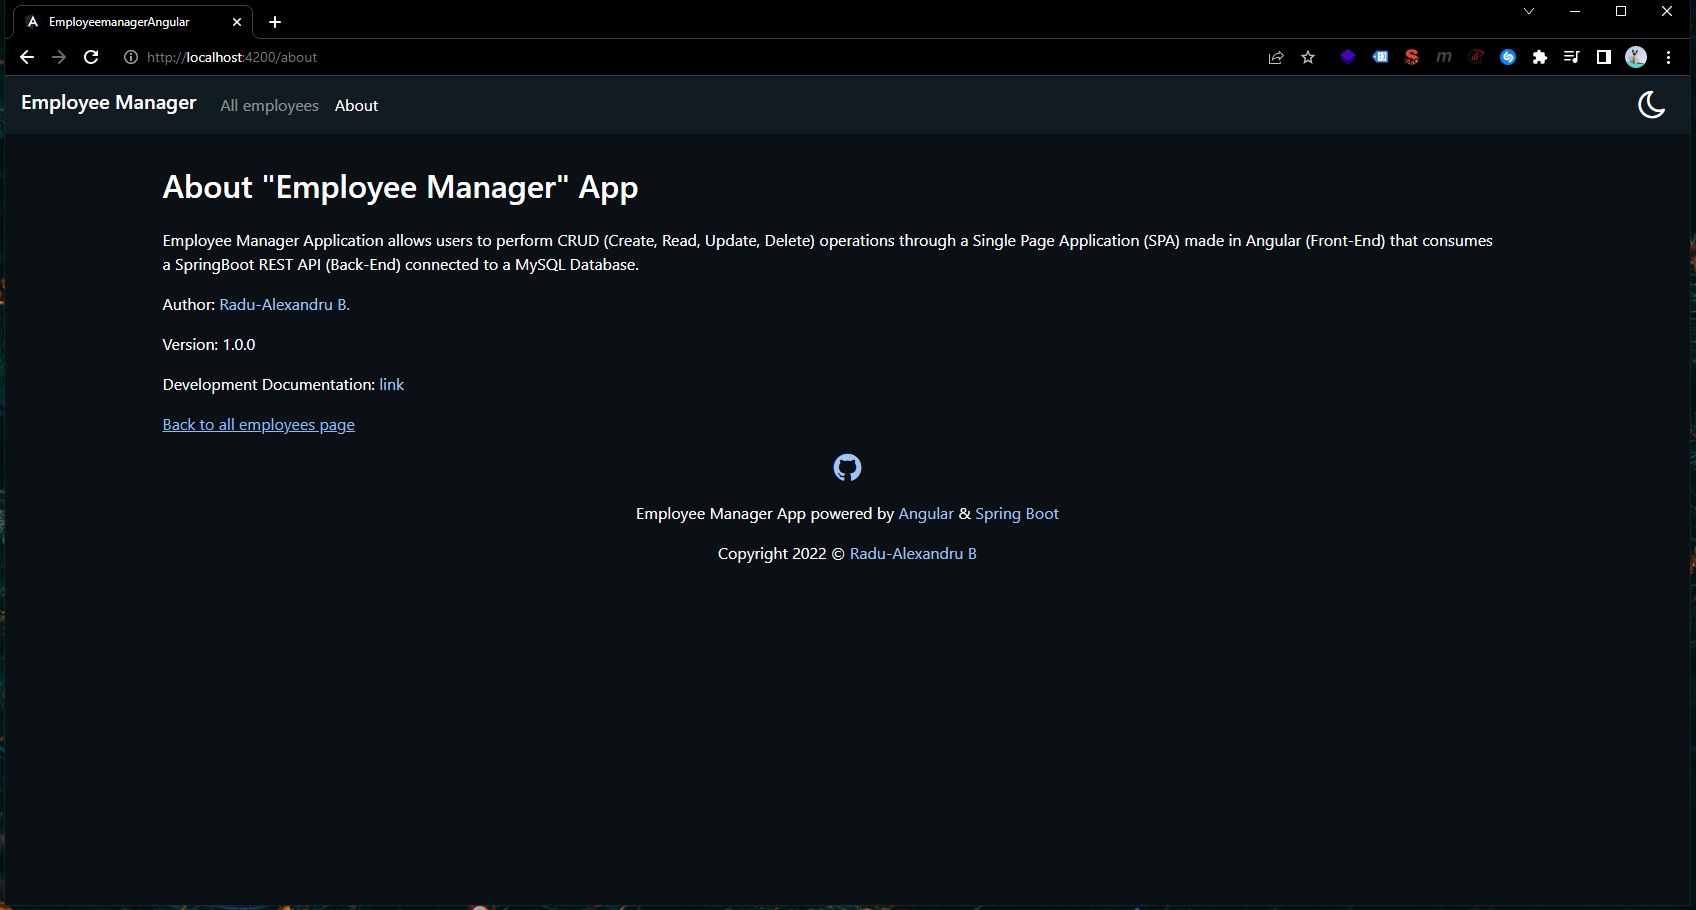 EmployeemanagerAngular
http://localhost:4200/about
Employee Manager All employees About
About "Employee Manager" App
Employee Manager Application allows users to perform CRUD (Create, Read, Update, Delete) operations through a Single Page Application (SPA) made in Angular (Front-End) that consumes
a SpringBoot REST API (Back-End) connected to a MySQL Database.
Author: Radu-Alexandru B.
Version: 1.0.0
Development Documentation: link
Back to all employees page
Employee Manager App powered by Angular & Spring Boot
Copyright 2022 © Radu-Alexandru B